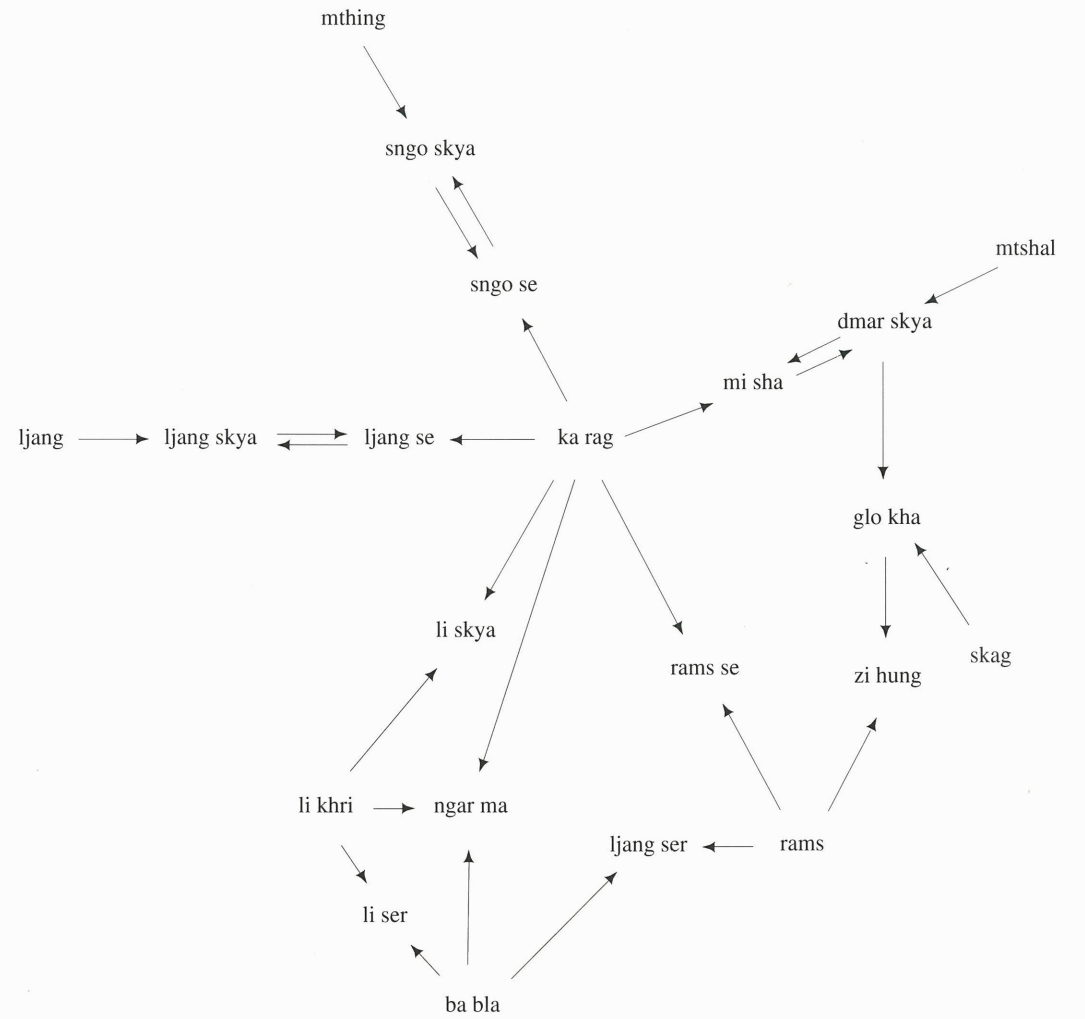 mthing
sngo skya
sngo se
mtshal
dmar skya
mi sha
ljang
ljang skya
ljang se
ka rag
glo kha
li skya
rams se
zi hung
skag
li khri
ngar ma
ljang ser
rams
li ser
ba bla